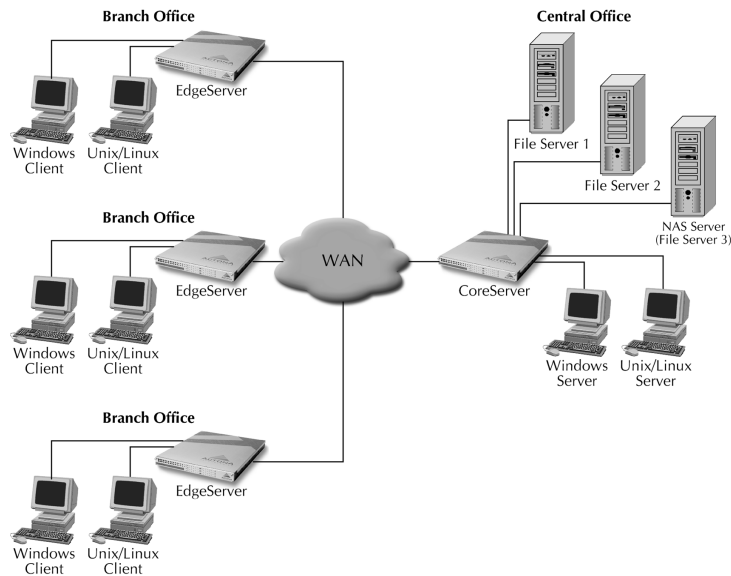 Branch Office
EdgeServer
Windows
Client
Unix/Linux
Client
Branch Office
EdgeServer
Windows
Client
Unix/Linux
Client
Branch Office
EdgeServer
Windows
Client
Unix/Linux
Client
WAN
Central Office
File Server 1
File Server 2
NAS Server
(File Server 3)
CoreServer
Windows
Server
Unix/Linux
Server